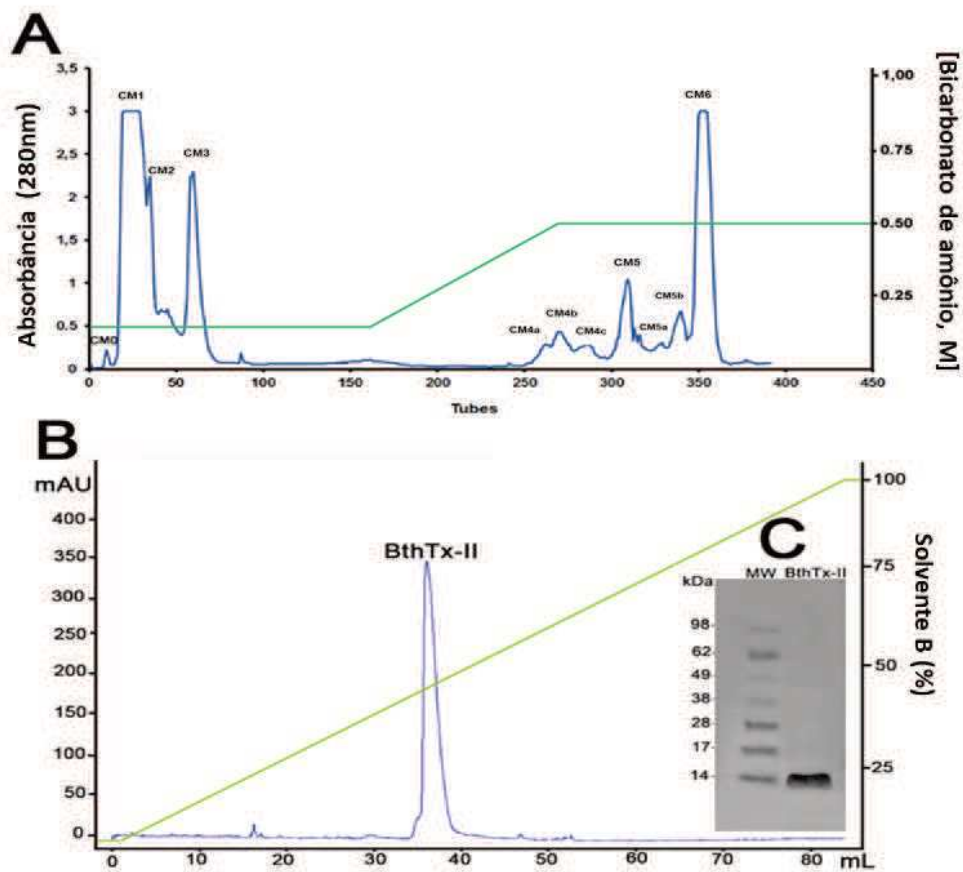 A
Absorbância (280nm)
3,5
3
2,5
2
1,5
1
0.5
0
CM0
CM1
CM2
CM3
CM4a
CM4b
CM4c
CM5
CM5a
CM5b
CM6
0 50 100 150 200 250 300 350 400 450
Tubes
1,00
0.75
0.50
0.25
[Bicarbonato de amônio, M]
B
mAU
400
350
300
250
200
150
100
50
0
BthTx-II
0 10 20 30 40 50 60 70 80 mL
100
75
50
25
Solvente B (%)
C
kDa MW BthTx-II
98
62
49
38
28
17
14